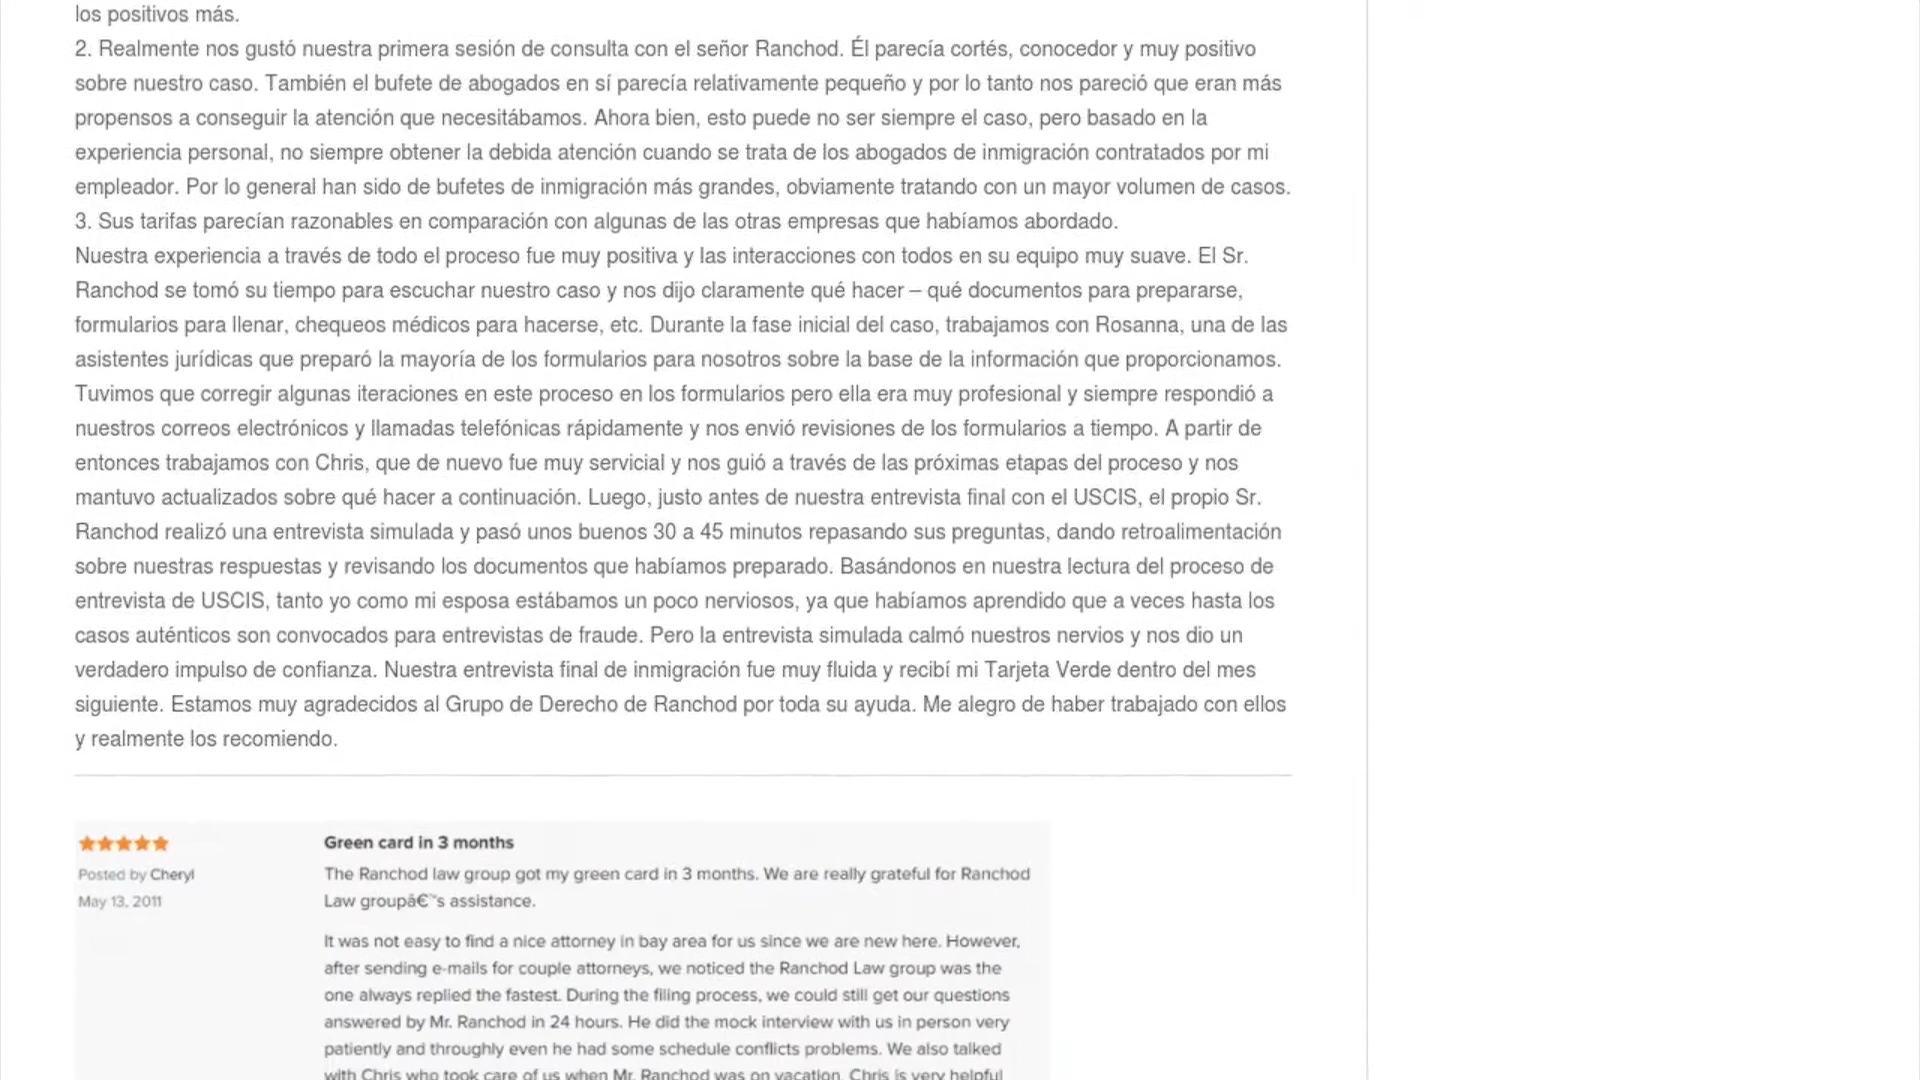 los positivos más.
2. Realmente nos gustó nuestra primera sesión de consulta con el señor Ranchod. Él parecía cortés, conocedor y muy positivo
sobre nuestro caso. También el bufete de abogados en sí parecía relativamente pequeño y por lo tanto nos pareció que eran más
propensos a conseguir la atención que necesitábamos. Ahora bien, esto puede no ser siempre el caso, pero basado en la
experiencia personal, no siempre obtener la debida atención cuando se trata de los abogados de inmigración contratados por mi
empleador. Por lo general han sido de bufetes de inmigración más grandes, obviamente tratando con un mayor volumen de casos.
3. Sus tarifas parecían razonables en comparación con algunas de las otras empresas que habíamos abordado.
Nuestra experiencia a través de todo el proceso fue muy positiva y las interacciones con todos en su equipo muy suave. El Sr.
Ranchod se tomó su tiempo para escuchar nuestro caso y nos dijo claramente qué hacer – qué documentos para prepararse,
formularios para llenar, chequeos médicos para hacerse, etc. Durante la fase inicial del caso, trabajamos con Rosanna, una de las
asistentes jurídicas que preparó la mayoría de los formularios para nosotros sobre la base de la información que proporcionamos.
Tuvimos que corregir algunas iteraciones en este proceso en los formularios pero ella era muy profesional y siempre respondió a
nuestros correos electrónicos y llamadas telefónicas rápidamente y nos envió revisiones de los formularios a tiempo. A partir de
entonces trabajamos con Chris, que de nuevo fue muy servicial y nos guió a través de las próximas etapas del proceso y nos
mantuvo actualizados sobre qué hacer a continuación. Luego, justo antes de nuestra entrevista final con el USCIS, el propio Sr.
Ranchod realizó una entrevista simulada y pasó unos buenos 30 a 45 minutos repasando sus preguntas, dando retroalimentación
sobre nuestras respuestas y revisando los documentos que habíamos preparado. Basándonos en nuestra lectura del proceso de
entrevista de USCIS, tanto yo como mi esposa estábamos un poco nerviosos, ya que habíamos aprendido que a veces hasta los
casos auténticos son convocados para entrevistas de fraude. Pero la entrevista simulada calmó nuestros nervios y nos dio un
verdadero impulso de confianza. Nuestra entrevista final de inmigración fue muy fluida y recibí mi Tarjeta Verde dentro del mes
siguiente. Estamos muy agradecidos al Grupo de Derecho de Ranchod por toda su ayuda. Me alegro de haber trabajado con ellos
y realmente los recomiendo.
Posted by Cheryl
May 13, 2011
Green card in 3 months
The Ranchod law group got my green card in 3 months. We are really grateful for Ranchod
Law groupâ€™s assistance.
It was not easy to find a nice attorney in bay area for us since we are new here. However,
after sending e-mails for couple attorneys, we noticed the Ranchod Law group was the
one always replied the fastest. During the filing process, we could still get our questions
answered by Mr. Ranchod in 24 hours. He did the mock interview with us in person very
patiently and throughly even he had some schedule conflicts problems. We also talked
with Chris who took care of us when Mr. Ranchod was on vacation. Chris is very helpful